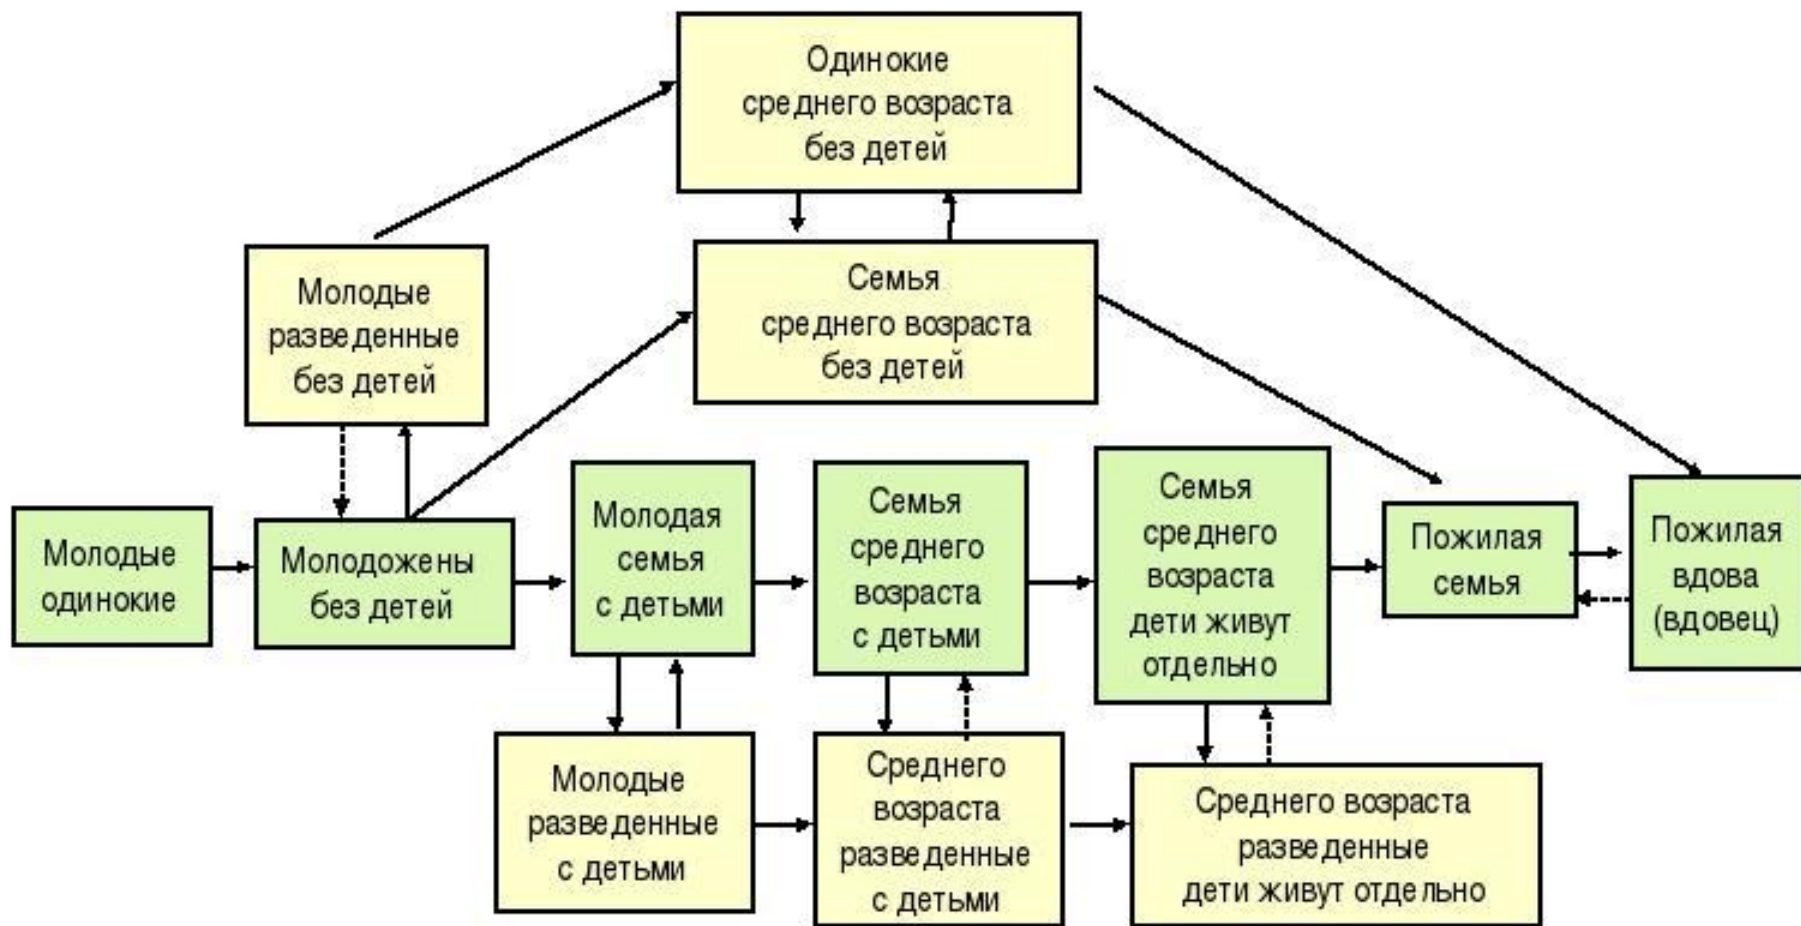 Одинокие
среднего возраста
без детей
Молодые
разведенные
без детей
Семья
среднего возраста
без детей
Молодые
одинокие
Молодожены
без детей
Молодая
семья
с детьми
Семья
среднего
возраста
с детьми
Семья
среднего
возраста
дети живут
отдельно
Пожилая
семья
Пожилая
вдова
(вдовец)
Молодые
разведенные
с детьми
Среднего
возраста
разведенные
с детьми
Среднего возраста
разведенные
дети живут отдельно